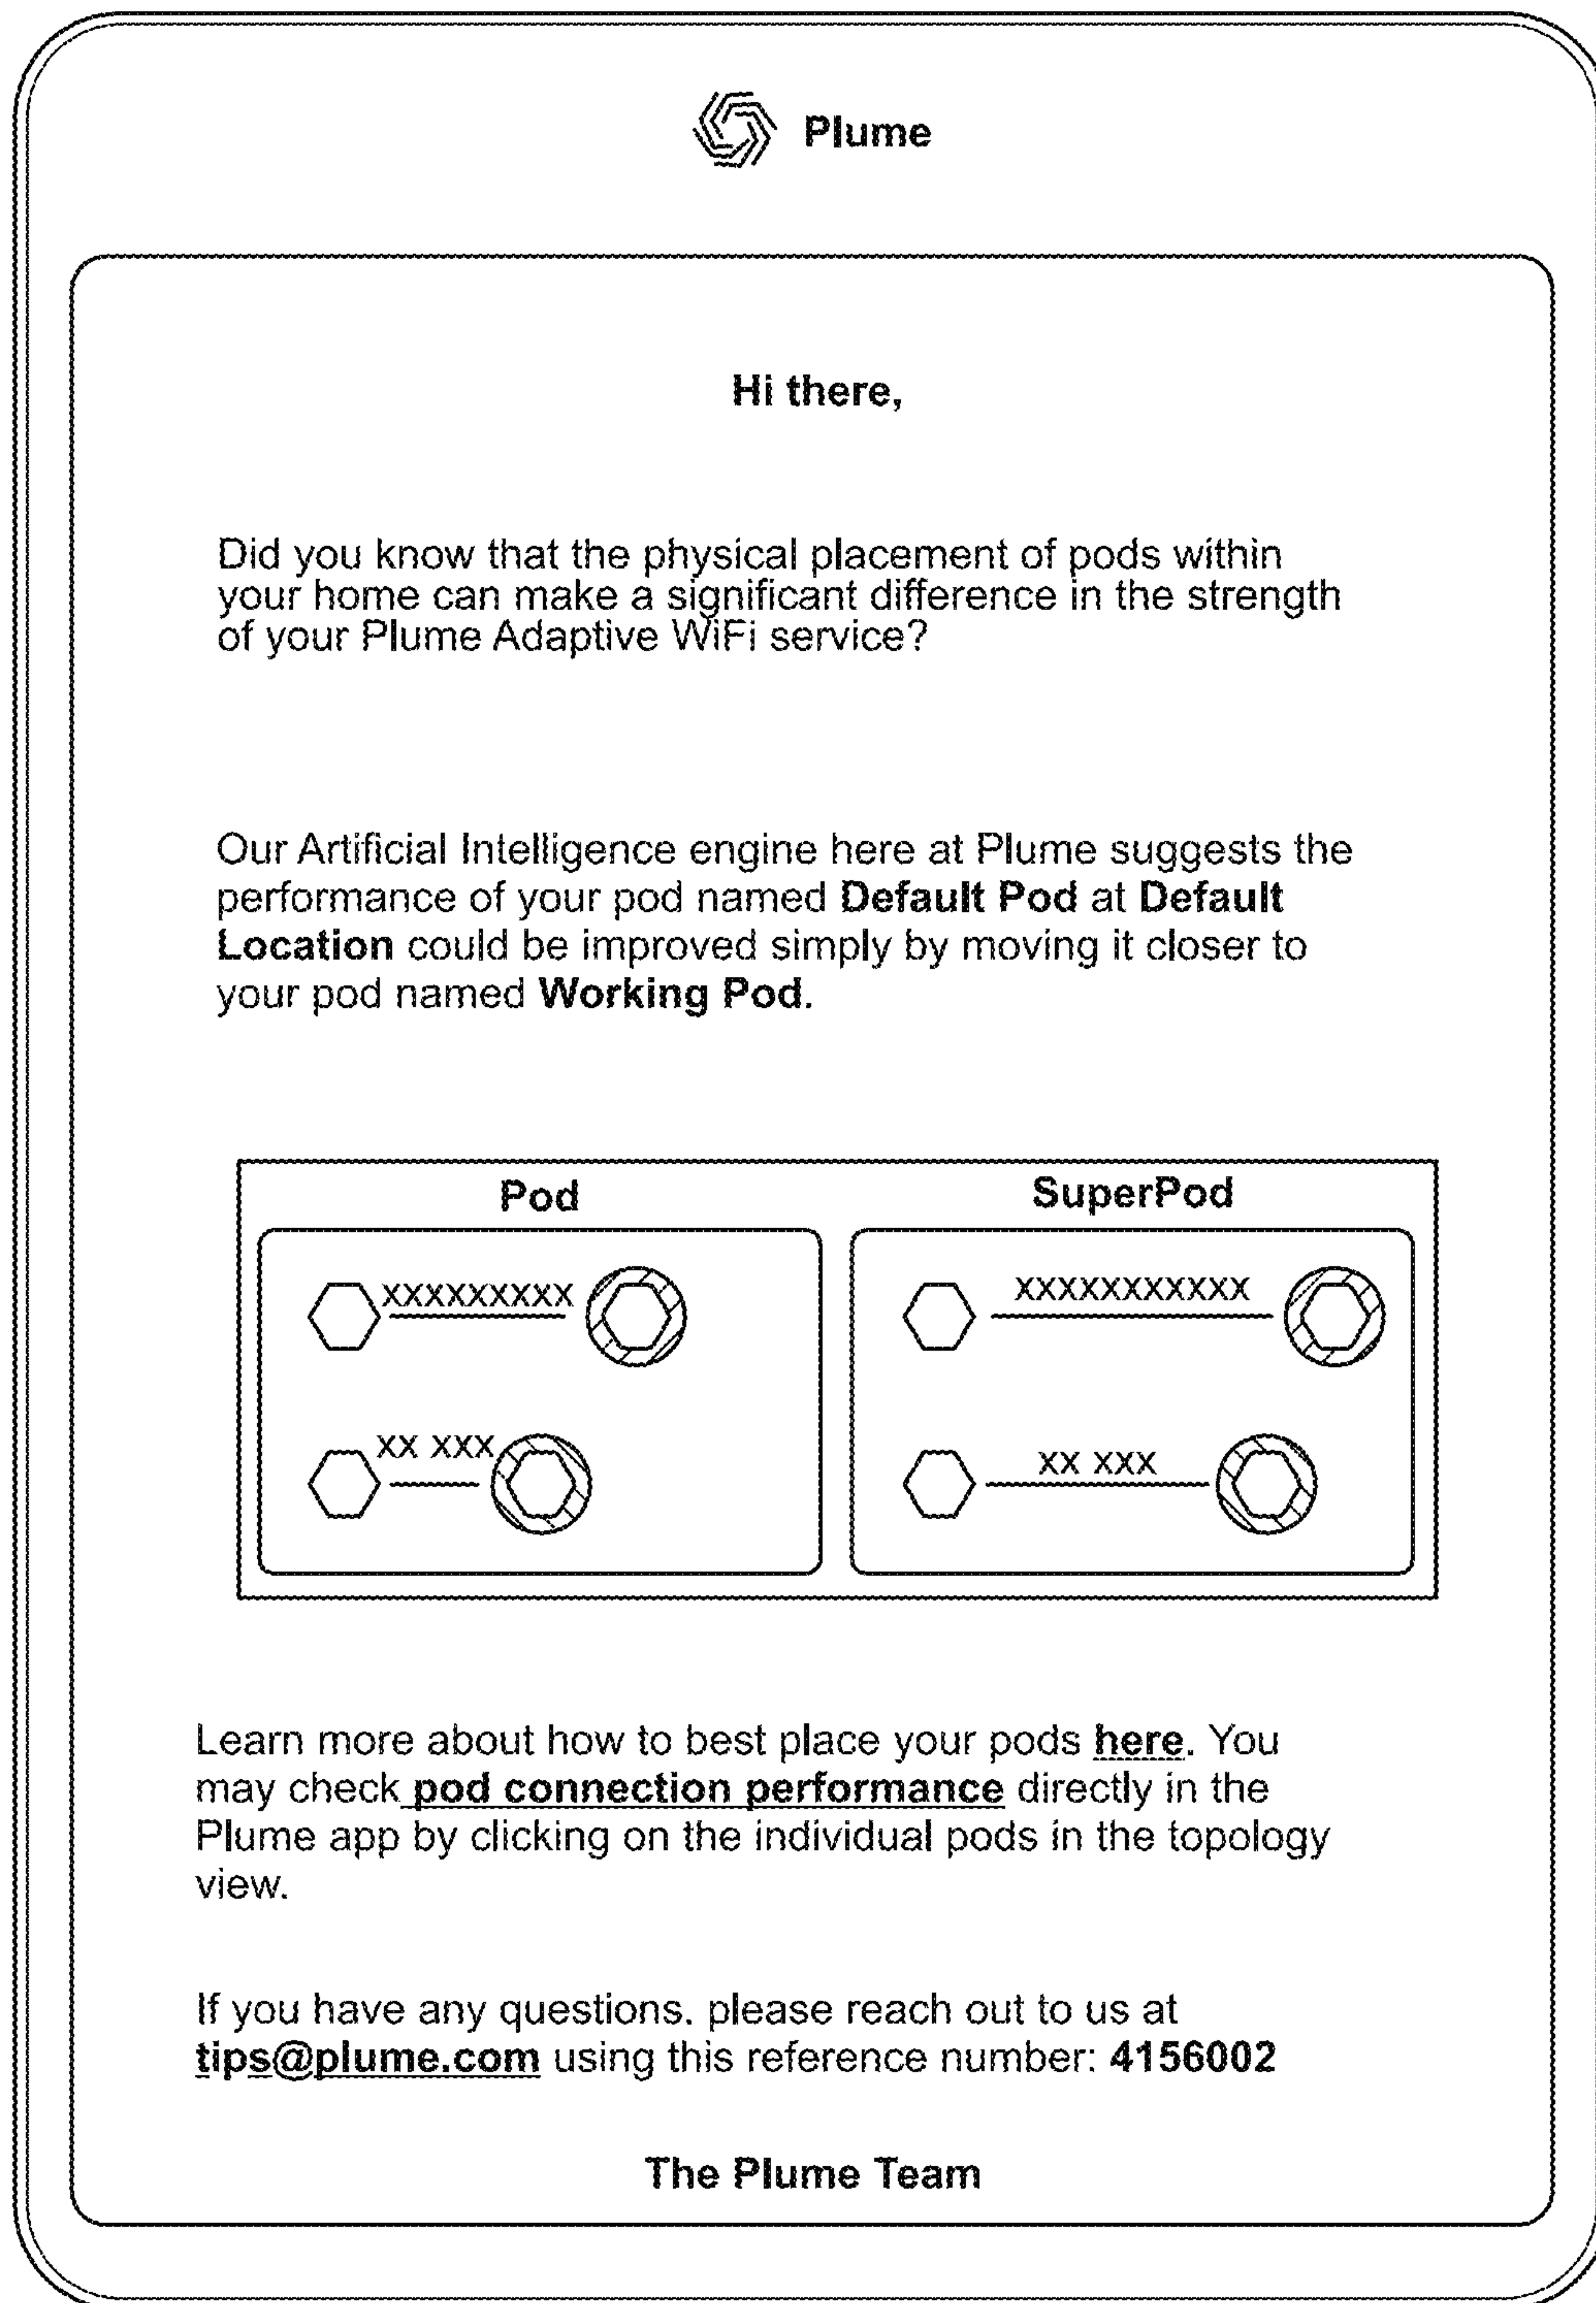 Plume
Hi there,
Did you know that the physical placement of pods within
your home can make a significant difference in the strength
of your Plume Adaptive WiFi service?
Our Artificial Intelligence engine here at Plume suggests the
performance of your pod named Default Pod at Default
Location could be improved simply by moving it closer to
your pod named Working Pod.
Pod
SuperPod
XXXXXXXXX
XX XXX
XXXXXXXXXXX
XX XXX
Learn more about how to best place your pods here. You
may check pod connection performance directly in the
Plume app by clicking on the individual pods in the topology
view.
If you have any questions. please reach out to us at
tips@plume.com using this reference number: 4156002
The Plume Team